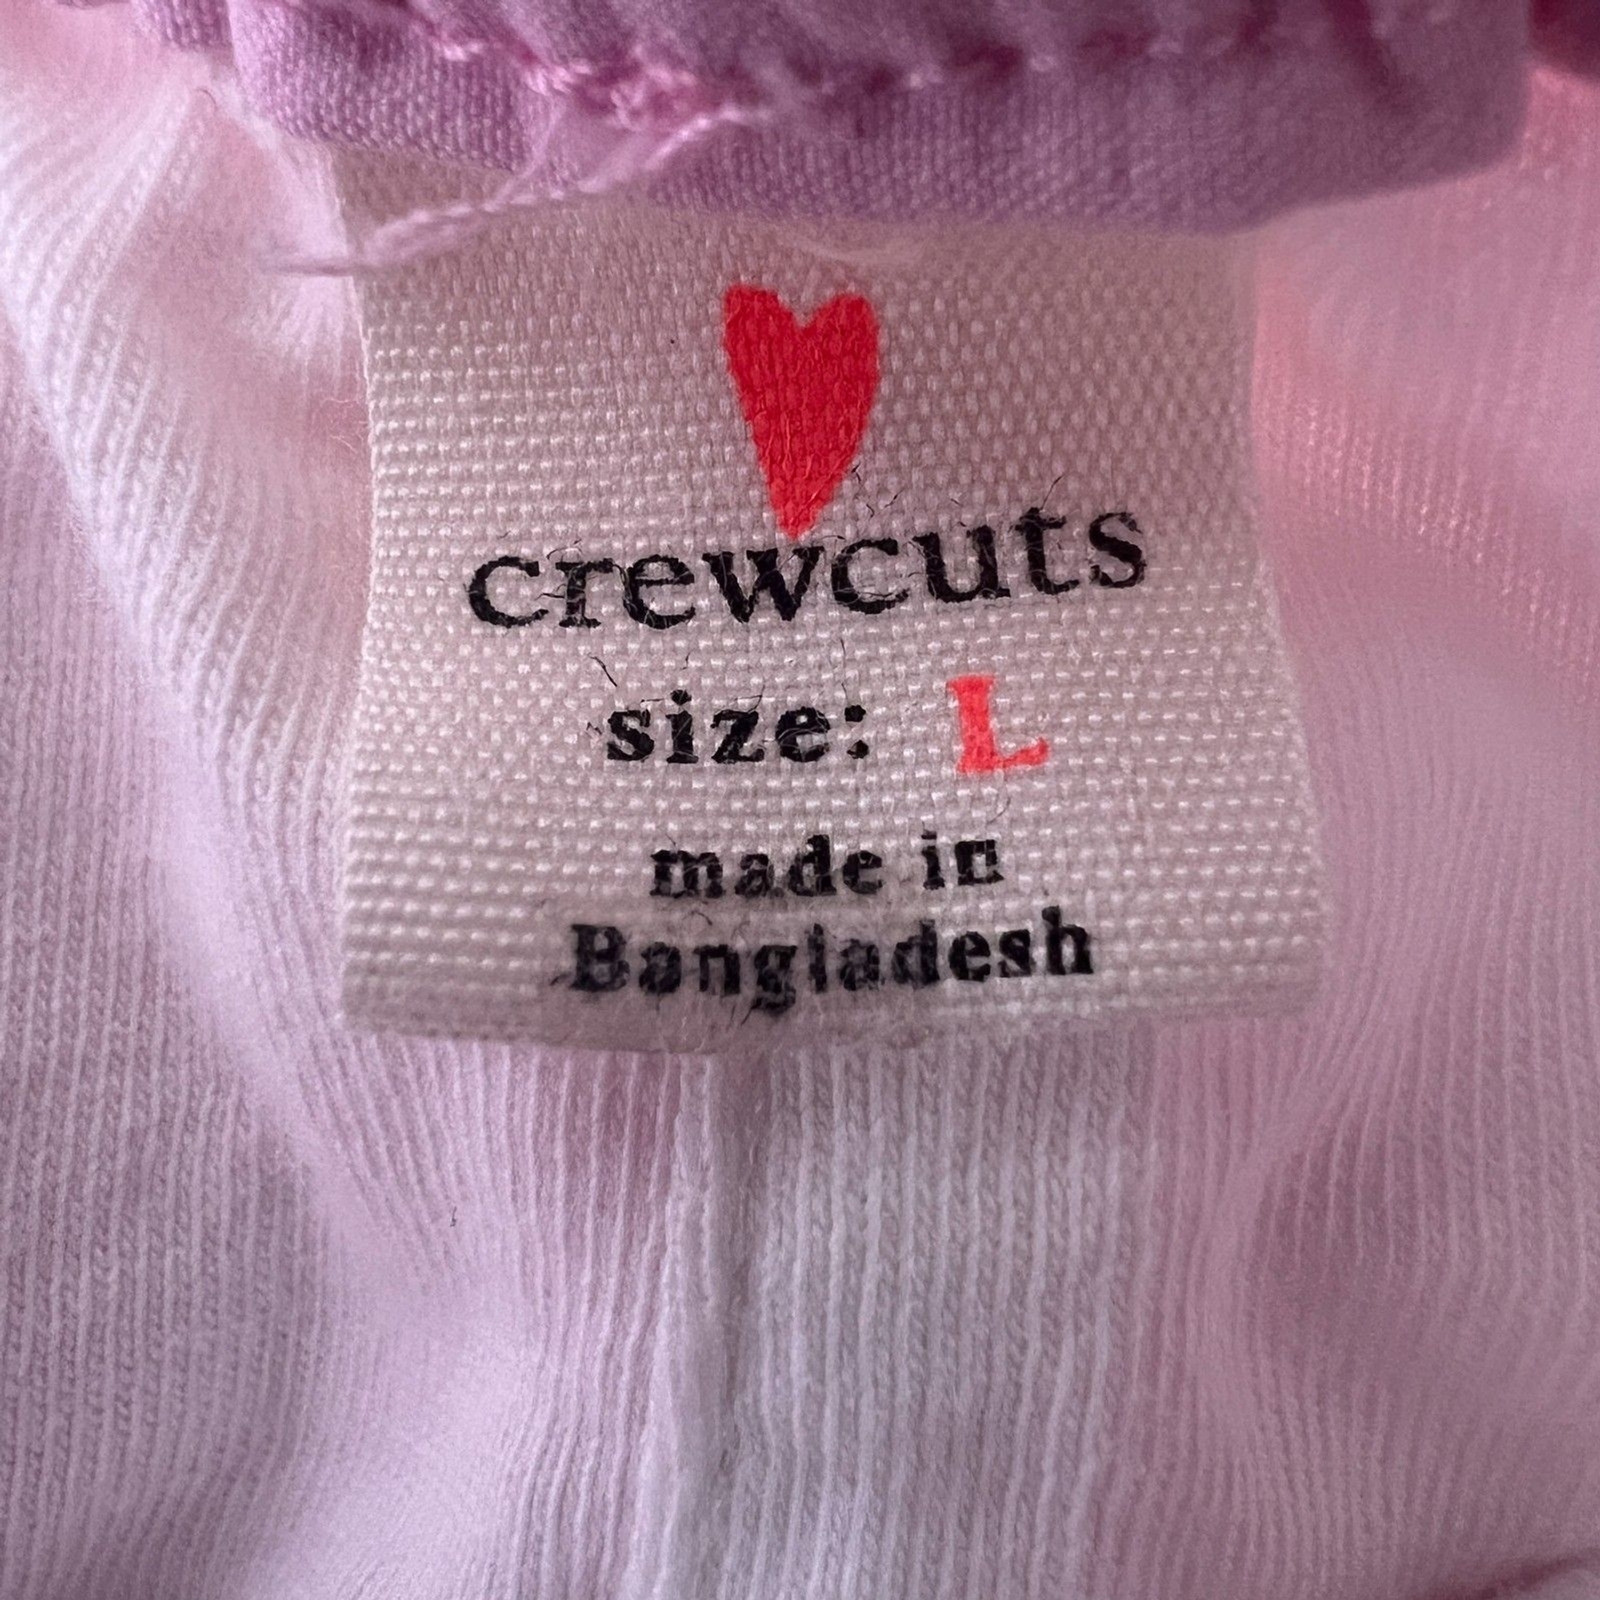 crewcuts
size: L
made in
Bangladesh